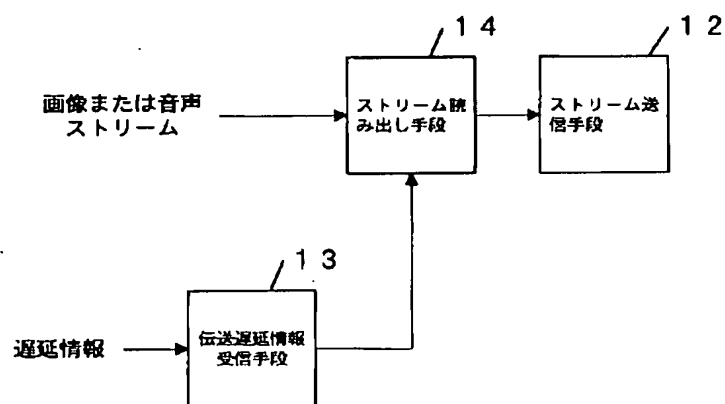 １４
１２
画像または音声
ストリーム
ストリーム読
み出し手段
ストリーム送
信手段
１３
遅延情報
伝送遅延情報
受信手段